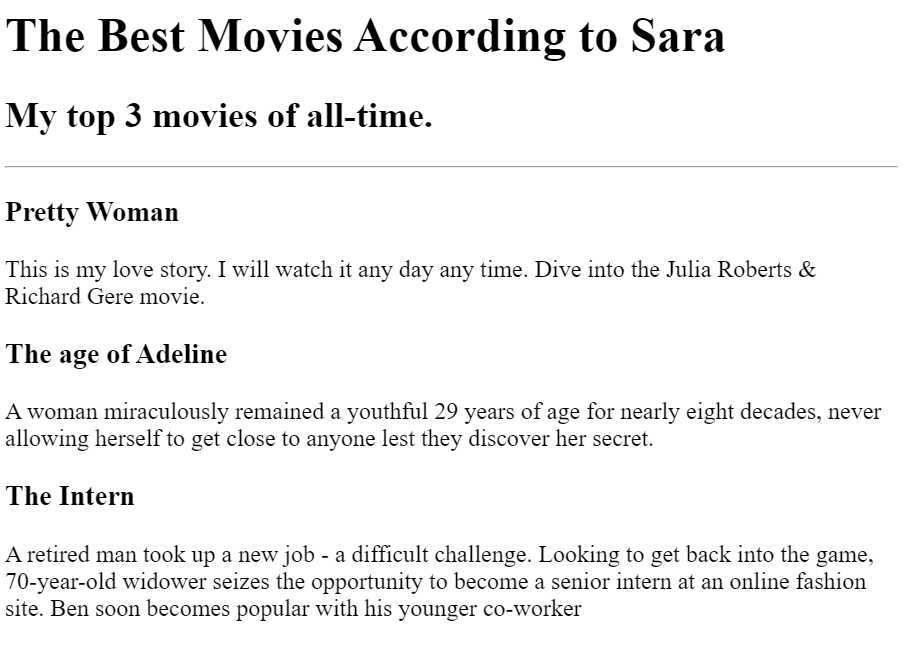 The Best Movies According to Sara
My top 3 movies of all-time.
Pretty Woman
This is my love story. I will watch it any day any time. Dive into the Julia Roberts &
Richard Gere movie.
The age of Adeline
A woman miraculously remained a youthful 29 years of age for nearly eight decades, never
allowing herself to get close to anyone lest they discover her secret.
The Intern
A retired man took up a new job - a difficult challenge. Looking to get back into the game,
70-year-old widower seizes the opportunity to become a senior intern at an online fashion
site. Ben soon becomes popular with his younger co-worker